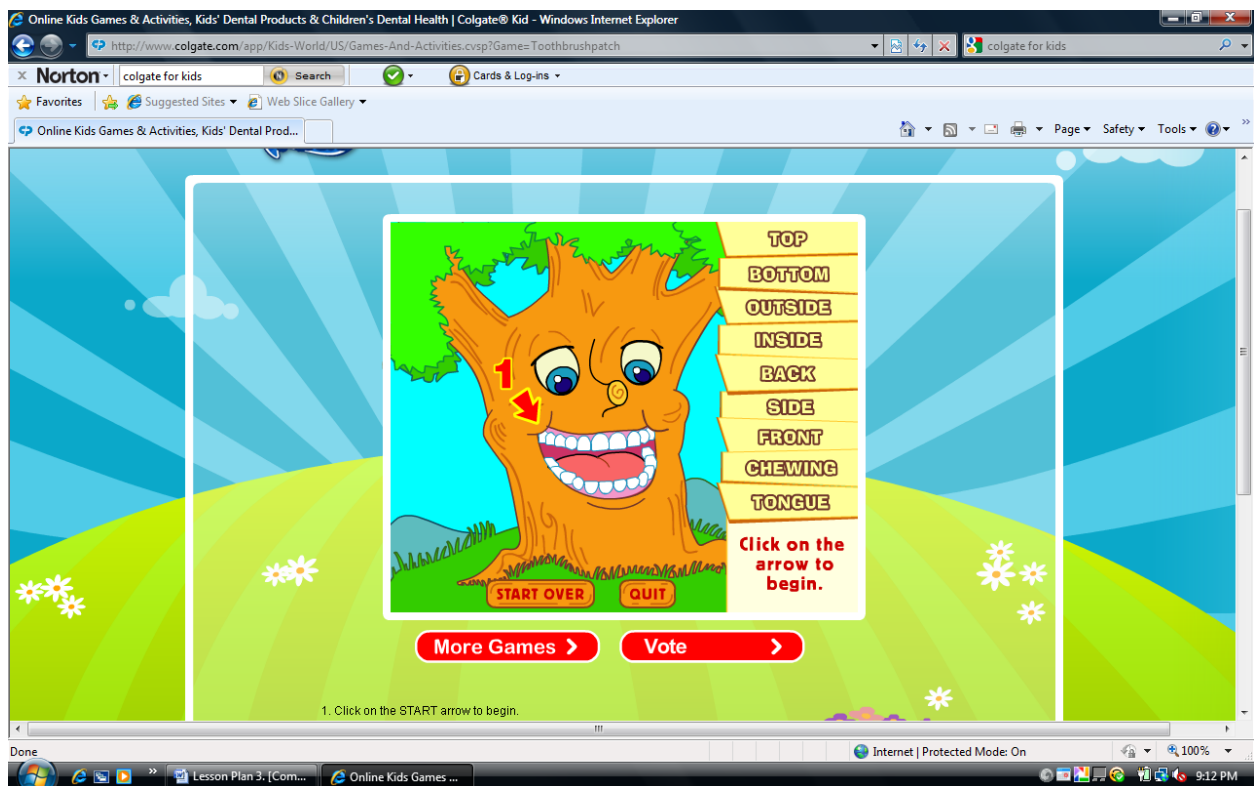 Online Kids Games & Activities, Kids' Dental Products & Children's Dental Health | Colgate® Kid - Windows Internet Explorer
http://www.colgate.com/app/Kids-World/US/Games-And-Activities.cvsp?Game=Toothbrushpatch
colgate for kids
Norton
colgate for kids
Search
Cards & Log-ins
Favorites
Suggested Sites
Web Slice Gallery
Online Kids Games & Activities, Kids' Dental Prod...
Page
Safety
Tools
TOP
BOTTOM
OUTSIDE
INSIDE
BACK
SIDE
FRONT
CHEWING
TONGUE
1
Click on the
arrow to
begin.
START OVER
QUIT
More Games
Vote
1. Click on the START arrow to begin.
Done
Internet | Protected Mode: On
100%
Lesson Plan 3. [Com...
Online Kids Games ...
9:12 PM